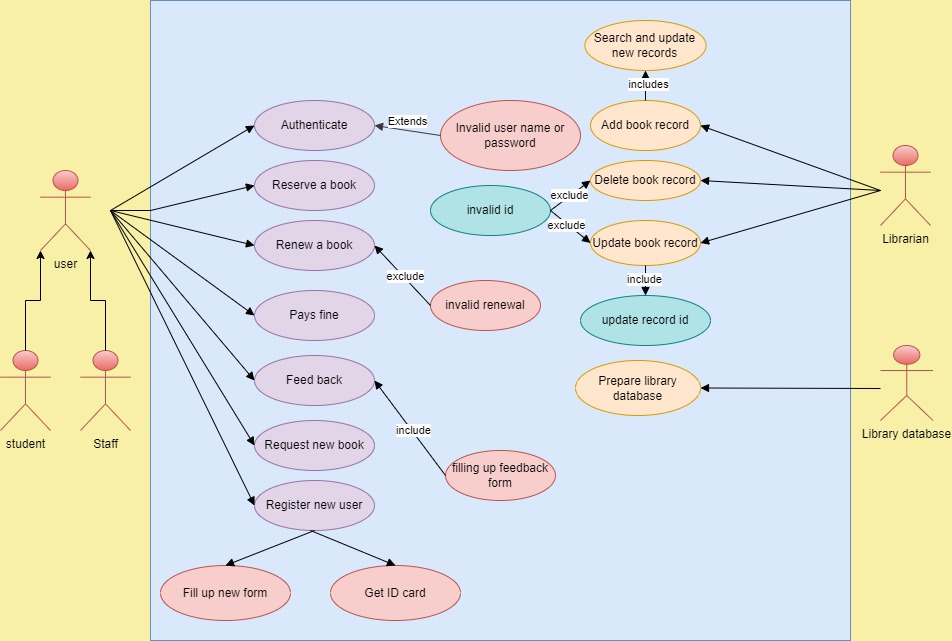 Search and update
new records
includes
Authenticate
Extends
Invalid user name or
password
Add book record
Reserve a book
invalid id
exclude
exclude
Delete book record
Update book record
Librarian
user
Renew a book
exclude
invalid renewal
include
update record id
Pays fine
Feed back
Prepare library
database
Library database
student
Staff
include
Request new book
filling up feedback
form
Register new user
Fill up new form
Get ID card